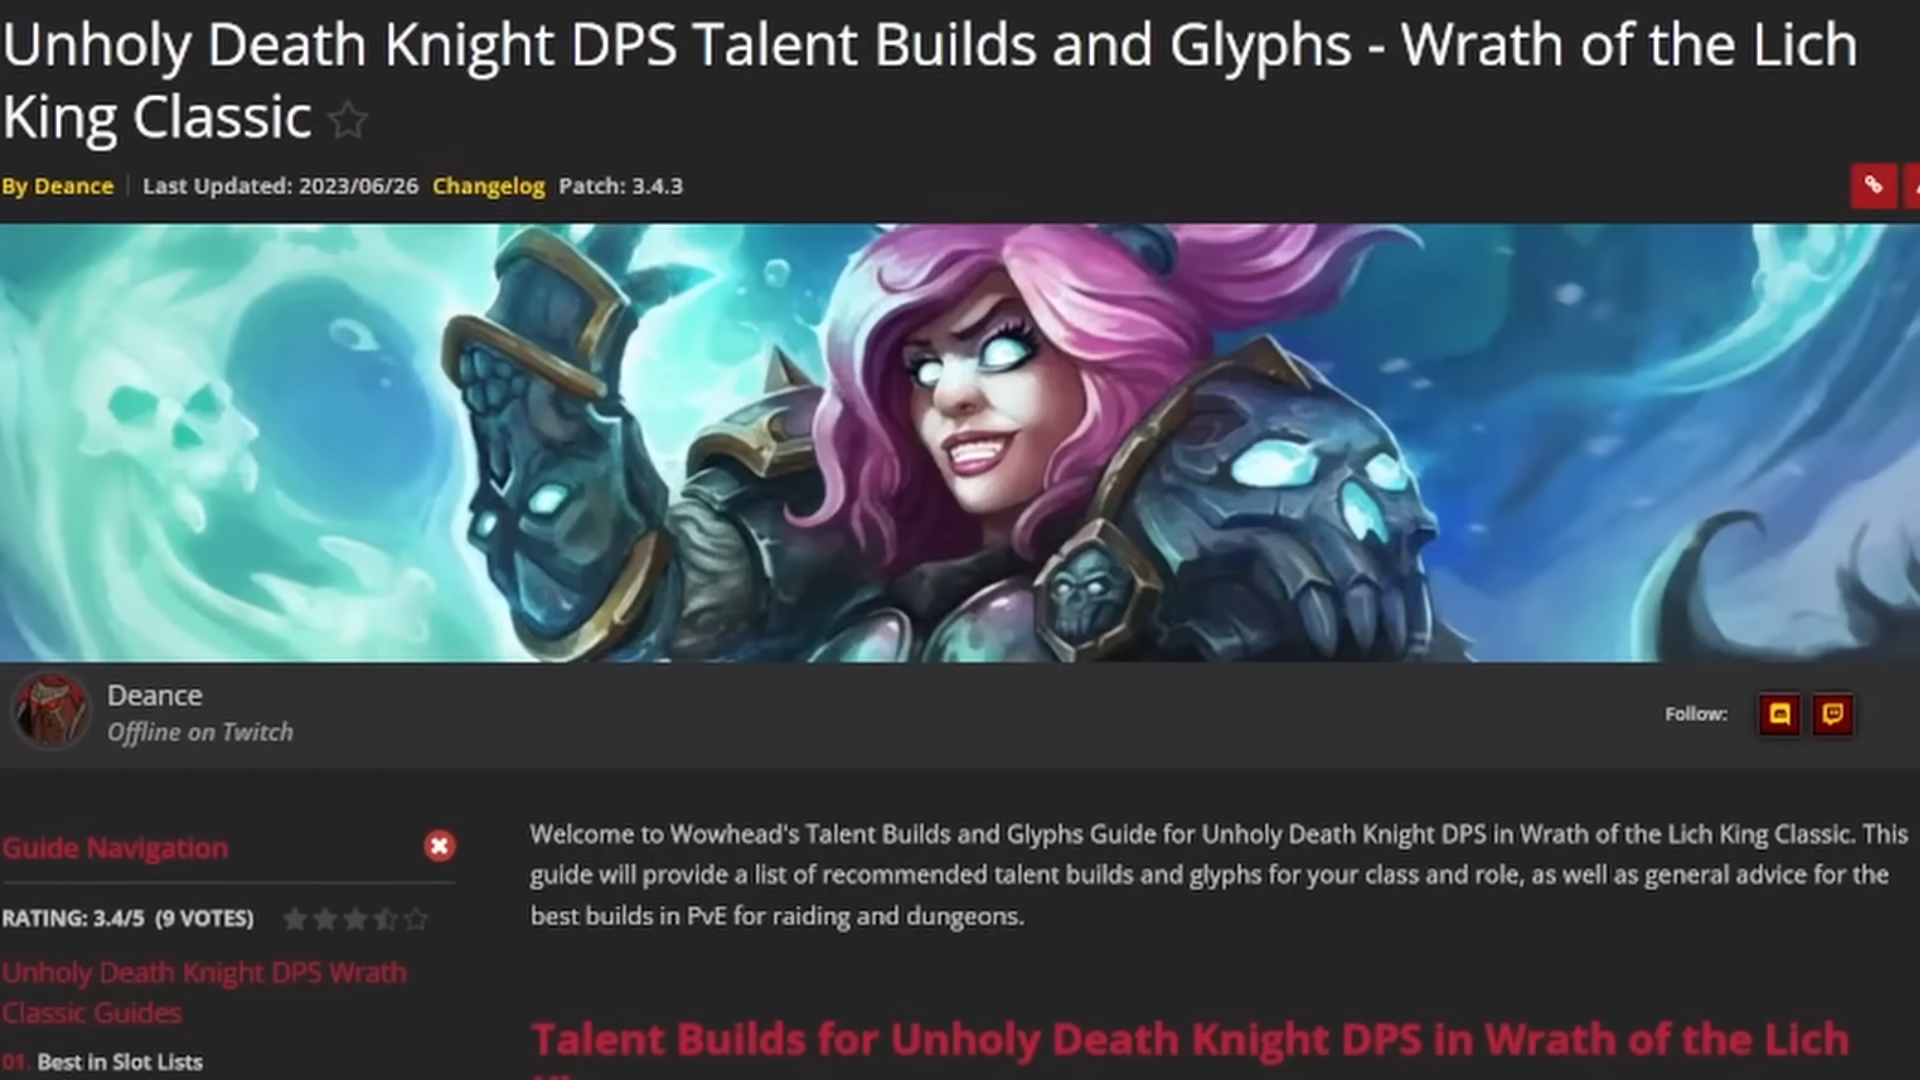 Unholy Death Knight DPS Talent Builds and Glyphs - Wrath of the Lich
King Classic
By Deance Last Updated: 2023/06/26 Changelog Patch: 3.4.3
Deance
Offline on Twitch
Follow:
Guide Navigation
RATING: 3.4/5 (9 VOTES)
Unholy Death Knight DPS Wrath
Classic Guides
01. Best in Slot Lists
Welcome to Wowhead's Talent Builds and Glyphs Guide for Unholy Death Knight DPS in Wrath of the Lich King Classic. This
guide will provide a list of recommended talent builds and glyphs for your class and role, as well as general advice for the
best builds in PvE for raiding and dungeons.
Talent Builds for Unholy Death Knight DPS in Wrath of the Lich